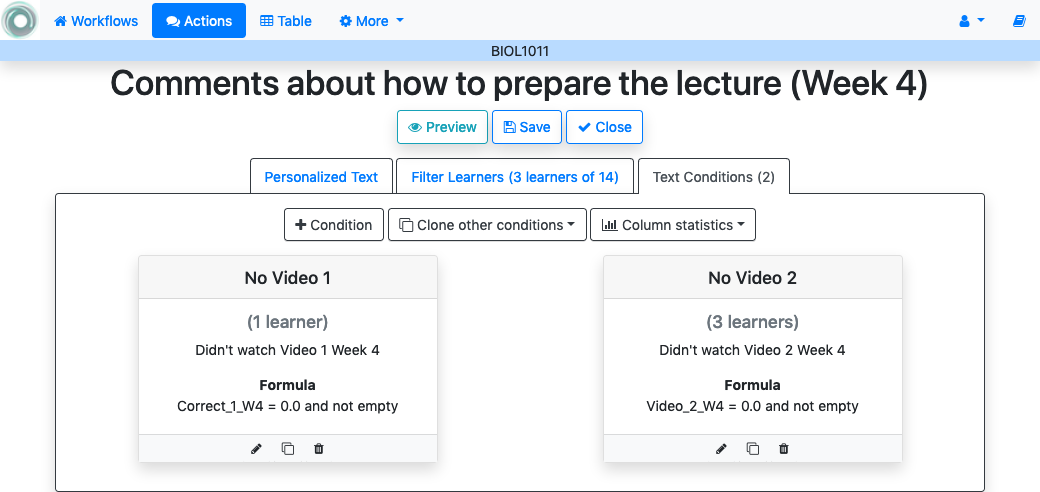 Workflows Actions Table More
BIOL1011
Comments about how to prepare the lecture (Week 4)
Preview Save Close
Personalized Text Filter Learners (3 learners of 14) Text Conditions (2)
Condition Clone other conditions Column statistics
No Video 1
(1 learner)
Didn't watch Video 1 Week 4
Formula
Correct_1_W4 = 0.0 and not empty
No Video 2
(3 learners)
Didn't watch Video 2 Week 4
Formula
Video_2_W4 = 0.0 and not empty